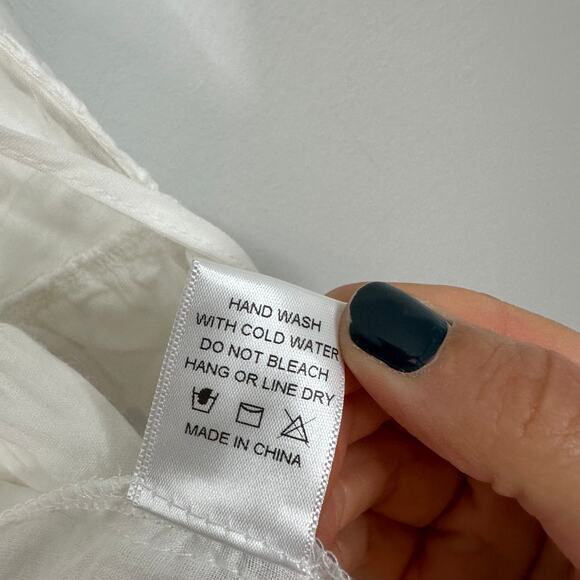 HAND WASH
WITH COLD WATER
DO NOT BLEACH
HANG OR LINE DRY
MADE IN CHINA